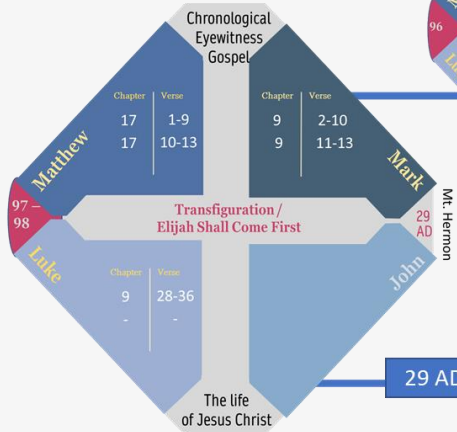 Chronological
Eyewitness
Gospel
96
Chapter Verse
17 1-9
17 10-13
Matthew
Chapter Verse
9 2-10
9 11-13
Mark
97 –
98
Transfiguration /
Elijah Shall Come First
29
AD
Mt. Hermon
Luke
Chapter Verse
9 28-36
- -
John
29 AD
The life
of Jesus Christ